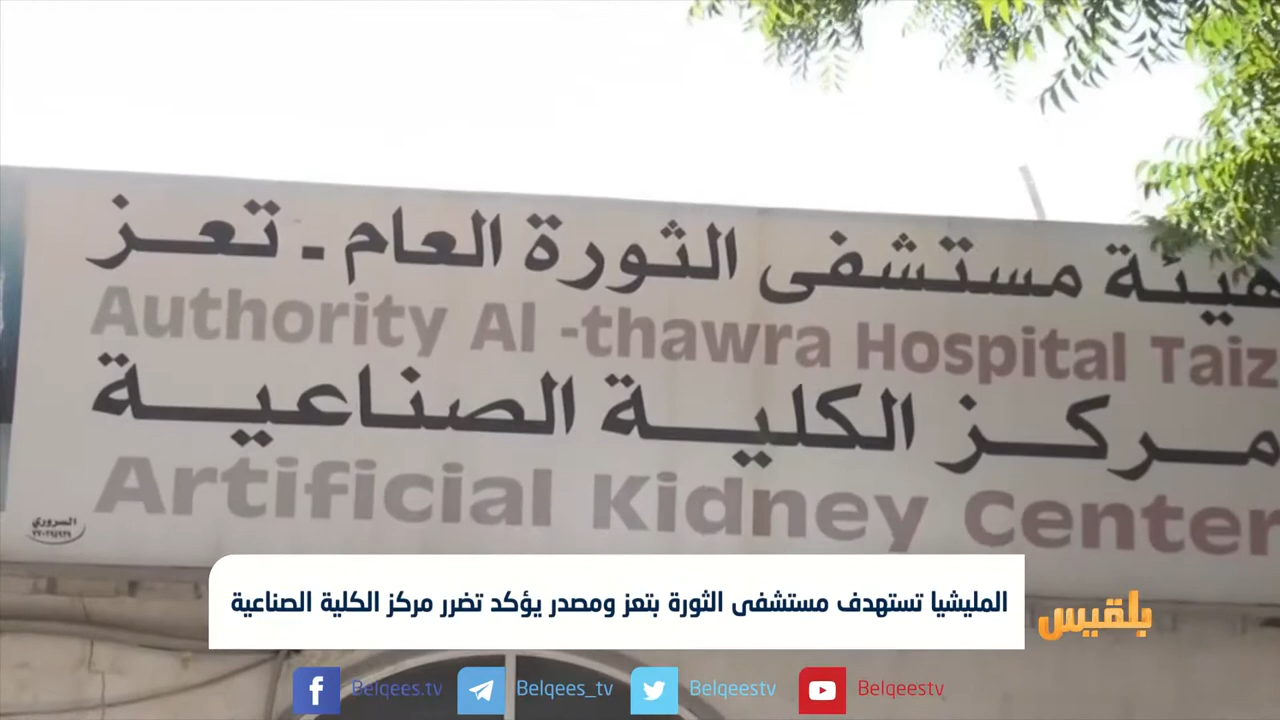 هيئة مستشفى الثورة العام - تعز
Authority Al -thawra Hospital Taiz
مركز الكلية الصناعية
Artificial Kidney Center
السروري
المليشيا تستهدف مستشفى الثورة بتعز ومصدر يؤكد تضرر مركز الكلية الصناعية
بلقيس
Belqees.tv
Belqees_tv
Belqeestv
Belqeestv